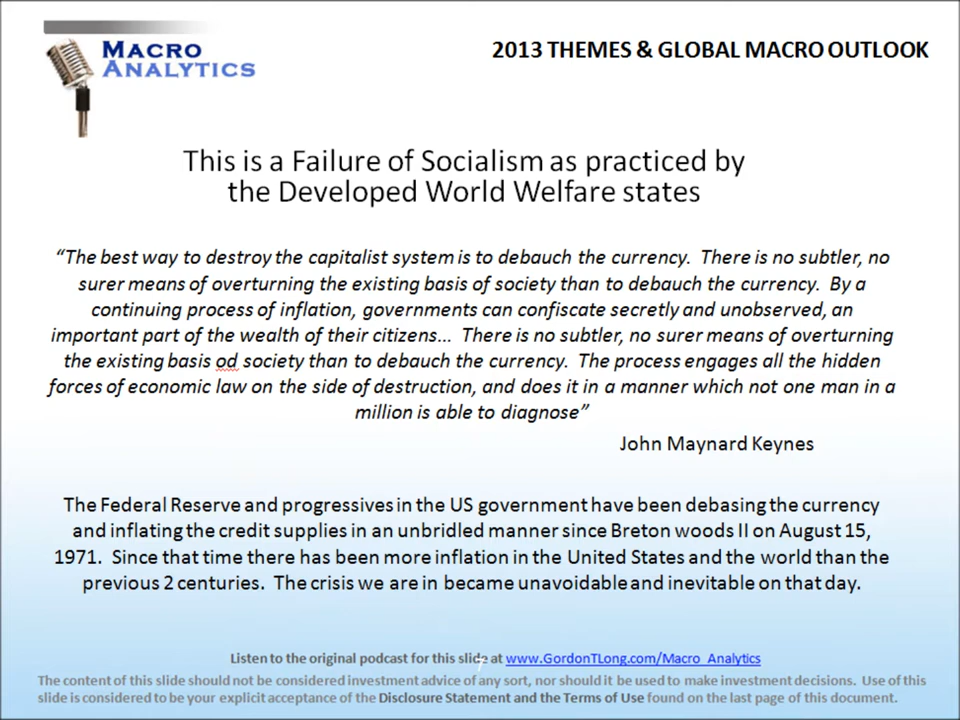 MACRO
ANALYTICS
2013 THEMES & GLOBAL MACRO OUTLOOK
This is a Failure of Socialism as practiced by
the Developed World Welfare states
“The best way to destroy the capitalist system is to debauch the currency.  There is no subtler, no
surer means of overturning the existing basis of society than to debauch the currency.  By a
continuing process of inflation, governments can confiscate secretly and unobserved, an
important part of the wealth of their citizens…  There is no subtler, no surer means of overturning
the existing basis od society than to debauch the currency.  The process engages all the hidden
forces of economic law on the side of destruction, and does it in a manner which not one man in a
million is able to diagnose”
John Maynard Keynes
The Federal Reserve and progressives in the US government have been debasing the currency
and inflating the credit supplies in an unbridled manner since Breton woods II on August 15,
1971.  Since that time there has been more inflation in the United States and the world than the
previous 2 centuries.  The crisis we are in became unavoidable and inevitable on that day.
Listen to the original podcast for this slide at www.GordonTLong.com/Macro_Analytics
7
The content of this slide should not be considered investment advice of any sort, nor should it be used to make investment decisions.  Use of this
slide is considered to be your explicit acceptance of the Disclosure Statement and the Terms of Use found on the last page of this document.